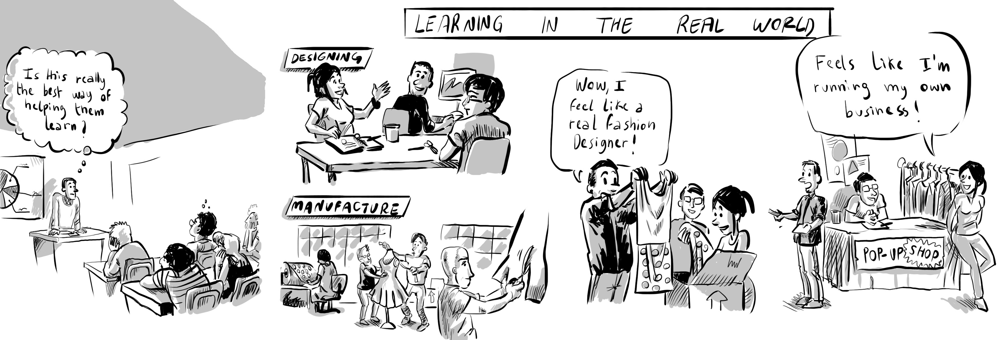 LEARNING IN THE REAL WORLD
Is this really
the best way of
helping them
learn?
DESIGNING
MANUFACTURE
Wow, I
feel like a
real fashion
Designer!
Feels like I'm
running my own
business!
POP-UP SHOP